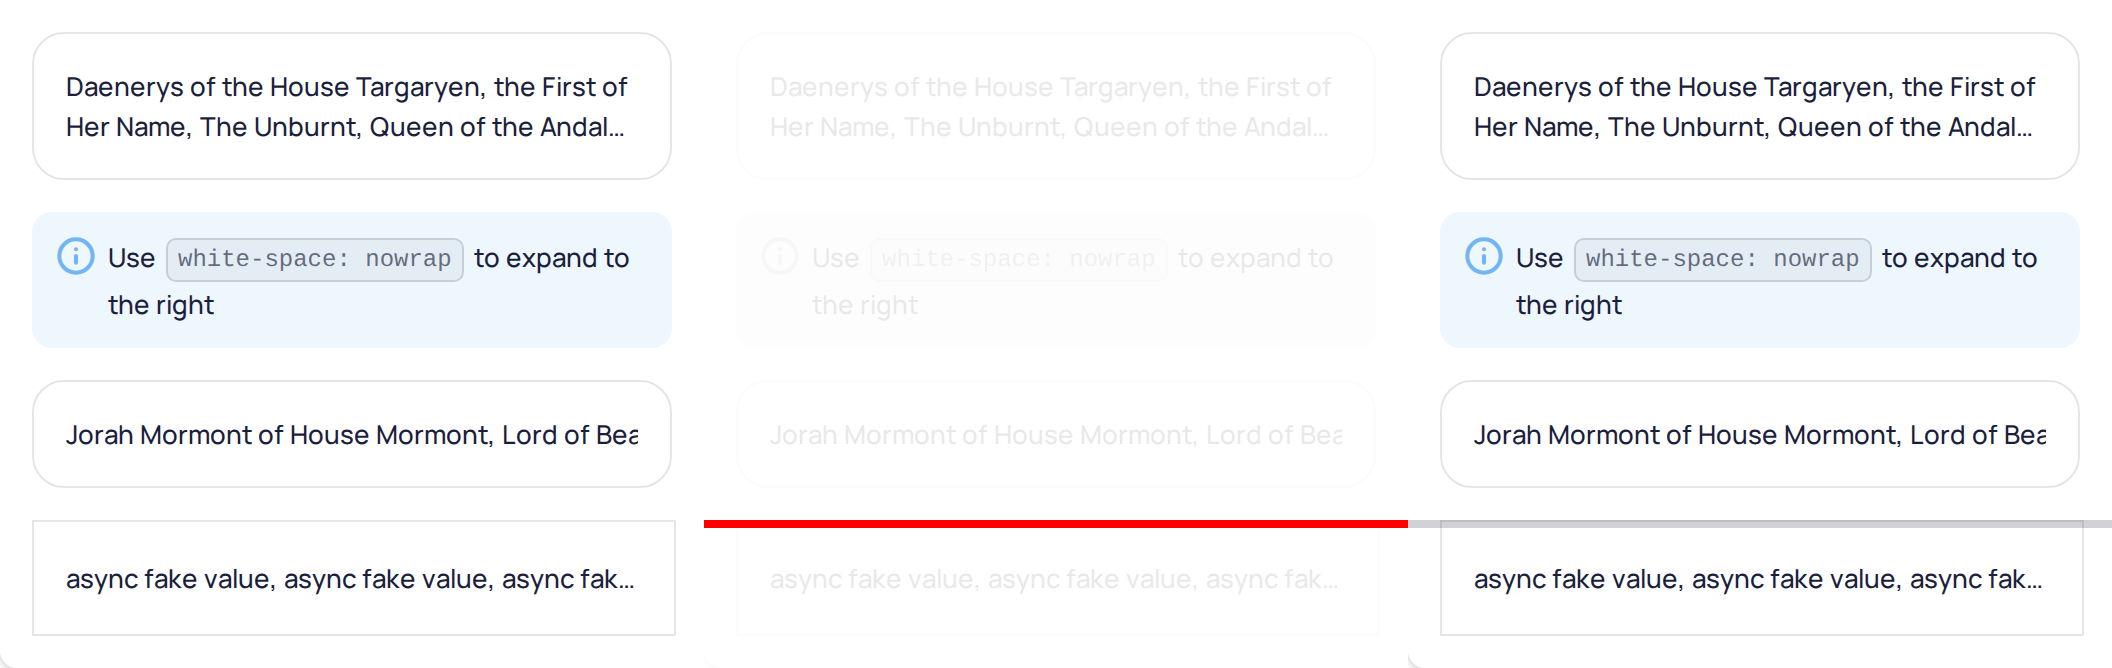 Daenerys of the House Targaryen, the First of
Her Name, The Unburnt, Queen of the Andal...
Use white-space: nowrap to expand to
the right
Jorah Mormont of House Mormont, Lord of Bea
async fake value, async fake value, async fak...
Daenerys of the House Targaryen, the First of
Her Name, The Unburnt, Queen of the Andal...
Use white-space: nowrap to expand to
the right
Jorah Mormont of House Mormont, Lord of Bea
async fake value, async fake value, async fak...
Daenerys of the House Targaryen, the First of
Her Name, The Unburnt, Queen of the Andal...
Use white-space: nowrap to expand to
the right
Jorah Mormont of House Mormont, Lord of Bea
async fake value, async fake value, async fak...